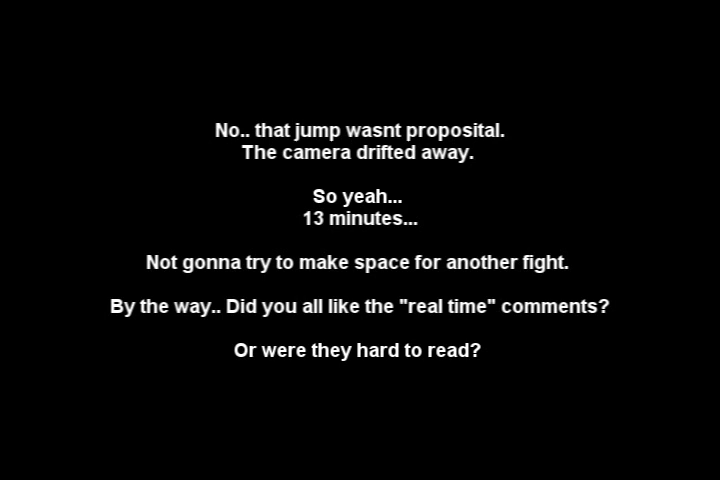 No.. that jump wasnt proposital.
The camera drifted away.
So yeah...
13 minutes...
Not gonna try to make space for another fight.
By the way.. Did you all like the "real time" comments?
Or were they hard to read?